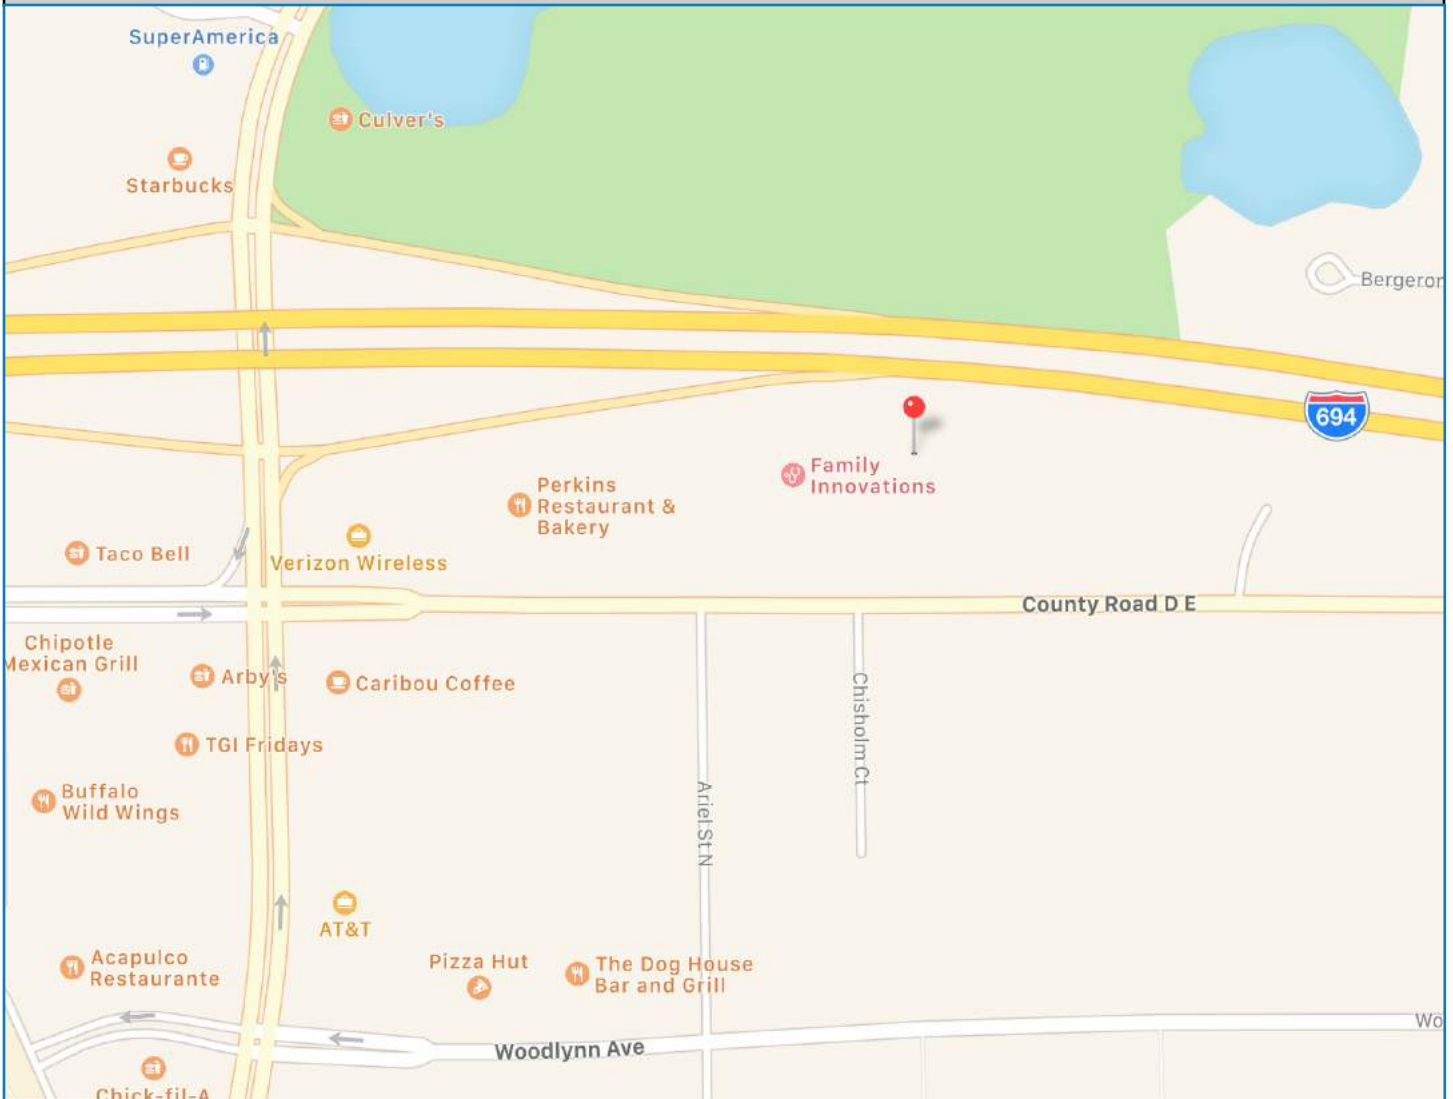 SuperAmerica
Culver's
Starbucks
Bergeron
694
Family
Innovations
Perkins
Restaurant &
Bakery
Taco Bell
Verizon Wireless
County Road D E
Chipotle
Mexican Grill
Arby's
Caribou Coffee
Chisholm Ct
TGI Fridays
Buffalo
Wild Wings
Ariel St N
AT&T
Acapulco
Restaurante
Pizza Hut
The Dog House
Bar and Grill
Wo
Woodlynn Ave
Chick-fil-A